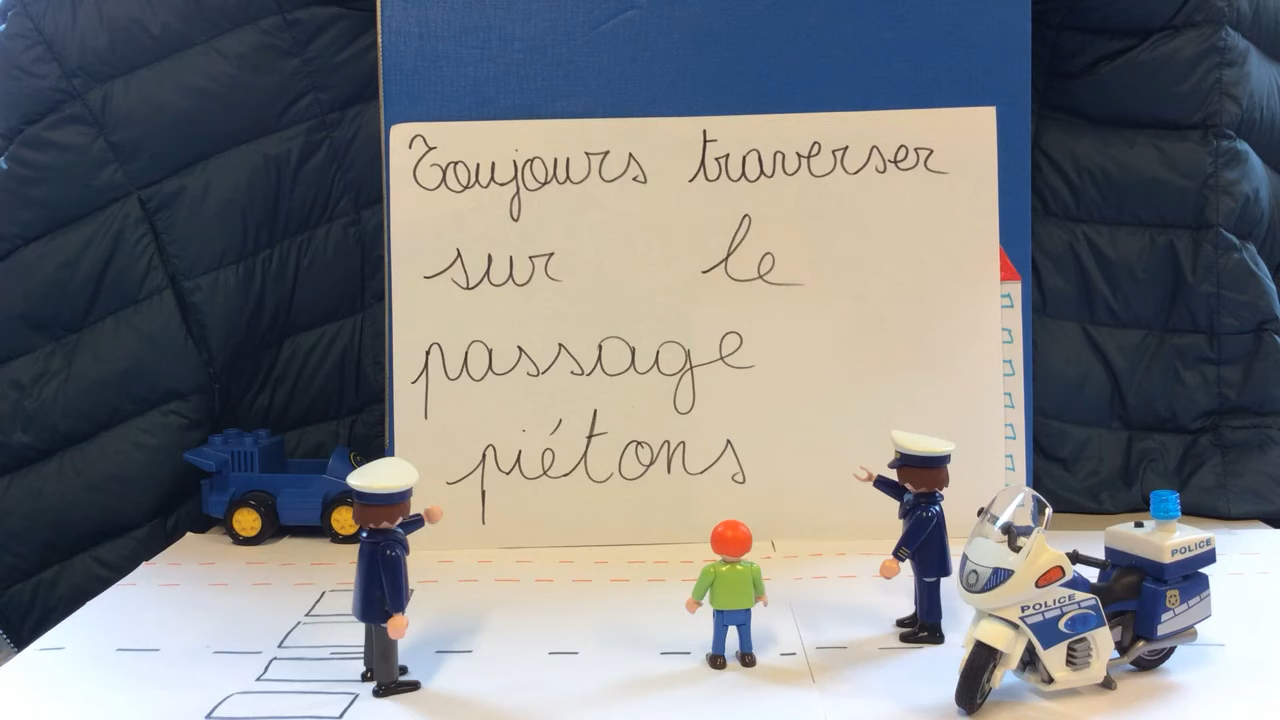 Toujours traverser
sur le
passage
piétons
POLICE
POLICE